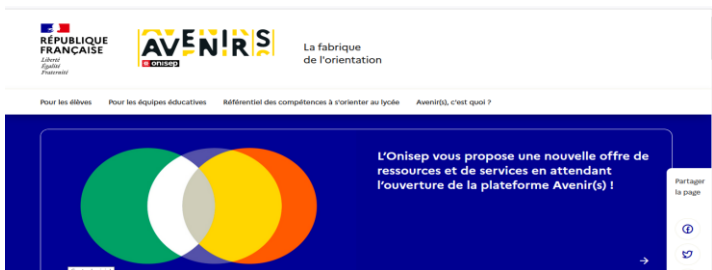 RÉPUBLIQUE
FRANÇAISE
Liberté
Égalité
Fraternité
AVENIR(S
onisep
La fabrique
de l'orientation
Pour les élèves Pour les équipes éducatives Référentiel des compétences à s'orienter au lycée Avenir(s), c'est quoi ?
L'Onisep vous propose une nouvelle offre de
ressources et de services en attendant
l'ouverture de la plateforme Avenir(s) !
Partager
la page